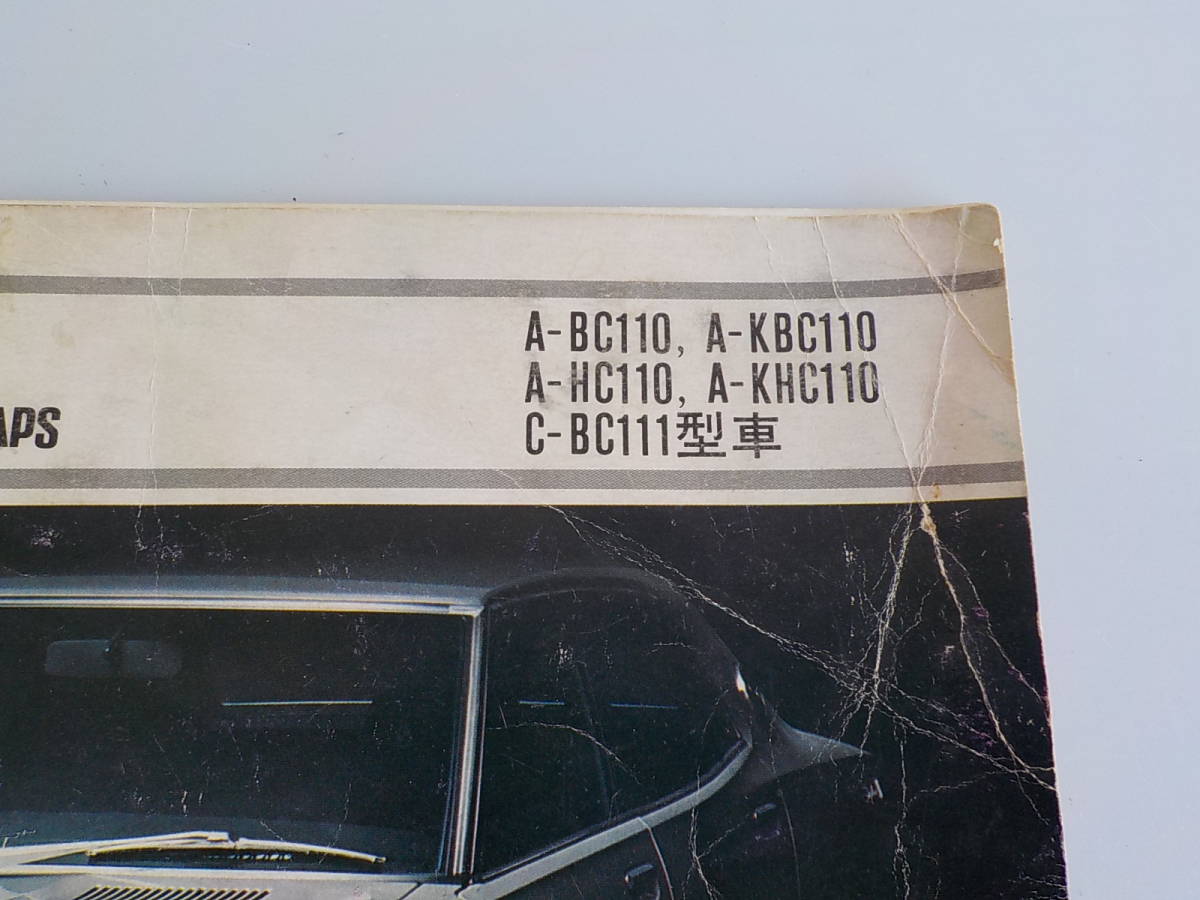 A-BC110, A-KBC110
A-HC110, A-KHC110
C-BC111型車
APS